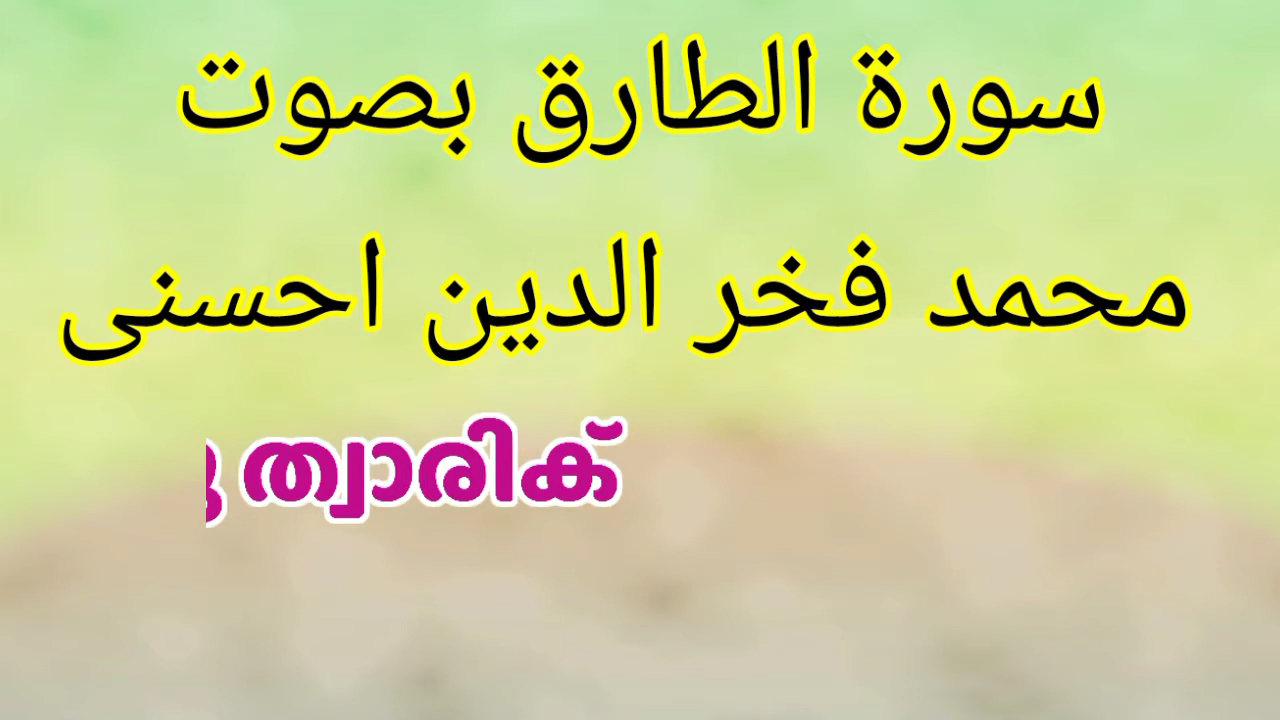 سورة الطارق بصوت
محمد فخر الدين احسنى
ത്വാരിക്